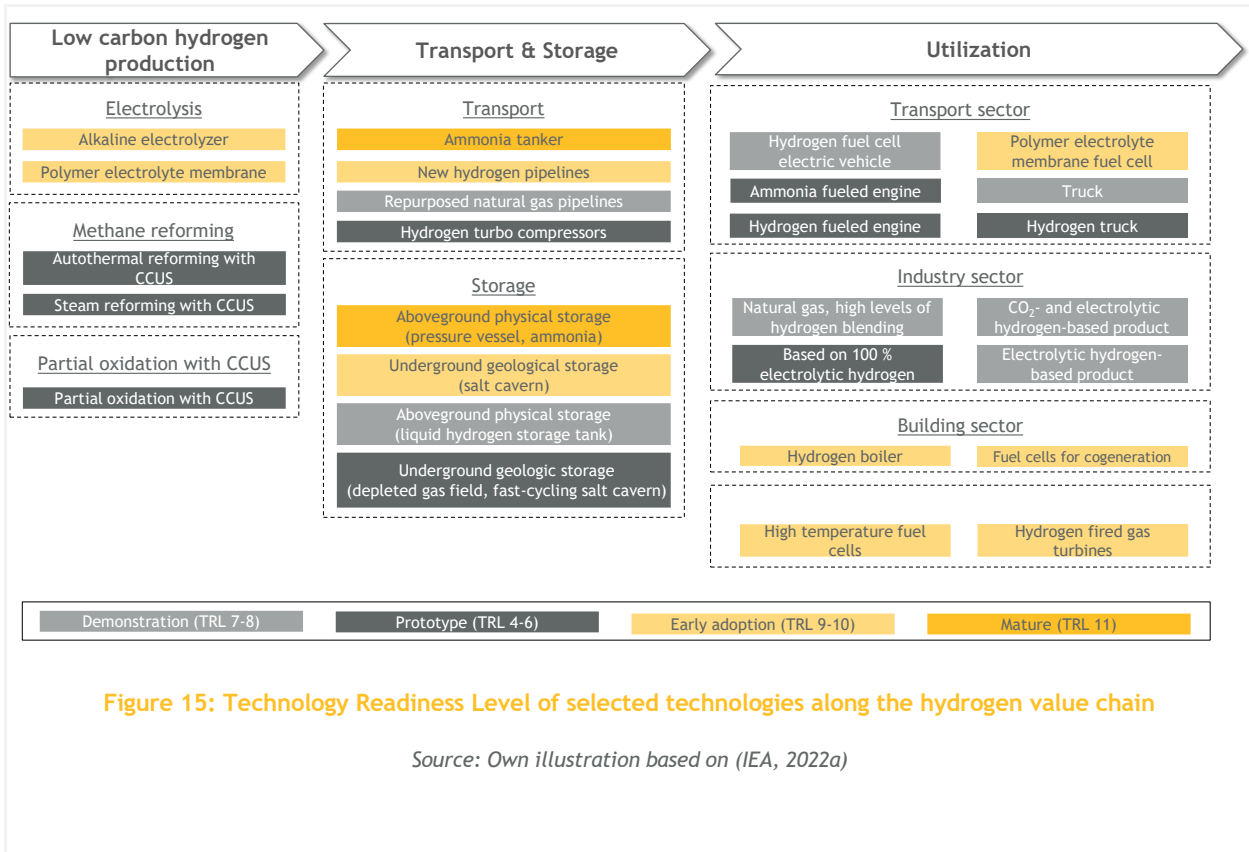 Low carbon hydrogen
production
Transport & Storage
Utilization
Electrolysis
Alkaline electrolyzer
Polymer electrolyte membrane
Methane reforming
Autothermal reforming with
CCUS
Steam reforming with CCUS
Partial oxidation with CCUS
Partial oxidation with CCUS
Transport
Ammonia tanker
New hydrogen pipelines
Repurposed natural gas pipelines
Hydrogen turbo compressors
Storage
Aboveground physical storage
(pressure vessel, ammonia)
Underground geological storage
(salt cavern)
Aboveground physical storage
(liquid hydrogen storage tank)
Underground geologic storage
(depleted gas field, fast-cycling salt cavern)
Transport sector
Hydrogen fuel cell
electric vehicle
Polymer electrolyte
membrane fuel cell
Ammonia fueled engine
Truck
Hydrogen fueled engine
Hydrogen truck
Industry sector
Natural gas, high levels of
hydrogen blending
CO₂- and electrolytic
hydrogen-based product
Based on 100 %
electrolytic hydrogen
Electrolytic hydrogen-
based product
Building sector
Hydrogen boiler
Fuel cells for cogeneration
High temperature fuel
cells
Hydrogen fired gas
turbines
Demonstration (TRL 7-8)
Prototype (TRL 4-6)
Early adoption (TRL 9-10)
Mature (TRL 11)
Figure 15: Technology Readiness Level of selected technologies along the hydrogen value chain
Source: Own illustration based on (IEA, 2022a)